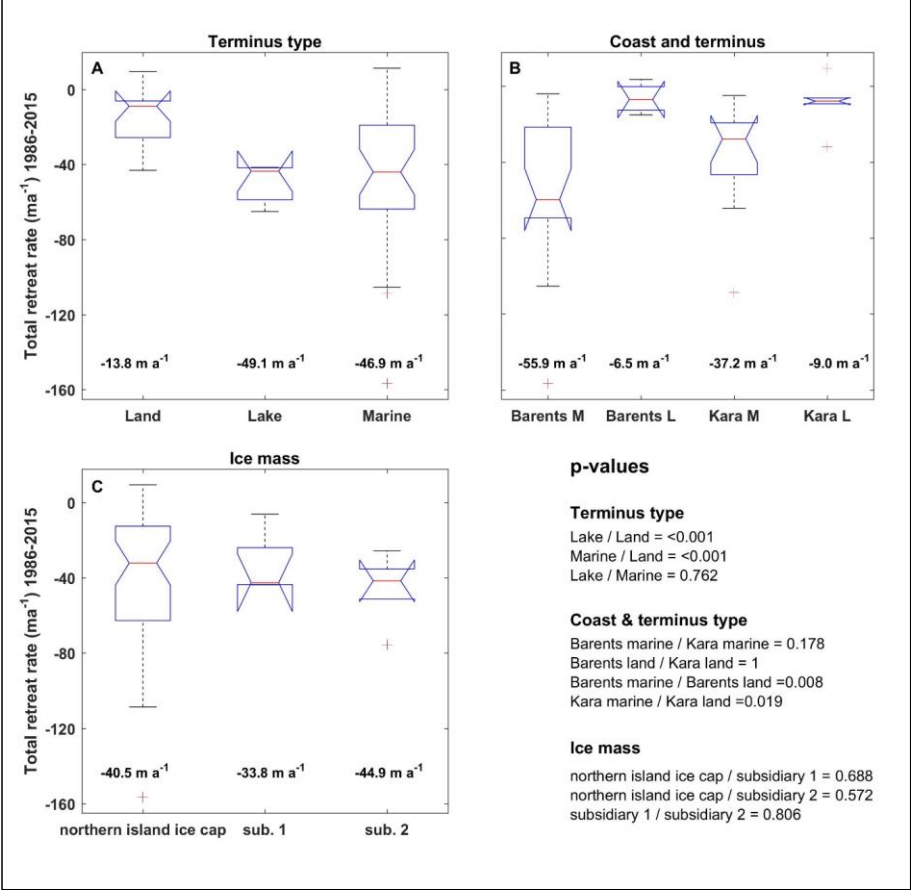 Terminus type
A
Total retreat rate (ma⁻¹) 1986-2015
0
-40
-80
-120
-160
-13.8 m a⁻¹
-49.1 m a⁻¹
-46.9 m a⁻¹
Land
Lake
Marine
Coast and terminus
B
-55.9 m a⁻¹
-6.5 m a⁻¹
-37.2 m a⁻¹
-9.0 m a⁻¹
Barents M
Barents L
Kara M
Kara L
Ice mass
C
Total retreat rate (ma⁻¹) 1986-2015
0
-40
-80
-120
-160
-40.5 m a⁻¹
-33.8 m a⁻¹
-44.9 m a⁻¹
northern island ice cap
sub. 1
sub. 2
p-values
Terminus type
Lake / Land = <0.001
Marine / Land = <0.001
Lake / Marine = 0.762
Coast & terminus type
Barents marine / Kara marine = 0.178
Barents land / Kara land = 1
Barents marine / Barents land =0.008
Kara marine / Kara land =0.019
Ice mass
northern island ice cap / subsidiary 1 = 0.688
northern island ice cap / subsidiary 2 = 0.572
subsidiary 1 / subsidiary 2 = 0.806